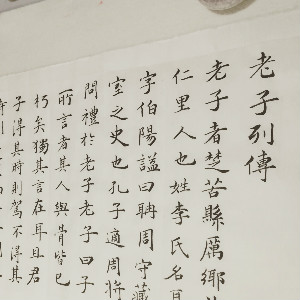 老子列傳
老子者楚苦縣厲鄉
仁里人也姓李氏名
字伯陽謚曰聃周守藏
室之史也孔子適周將
問禮於老子老子曰子
所言者其人與骨皆已
朽矣獨其言在耳且君
子得其時則駕不得其